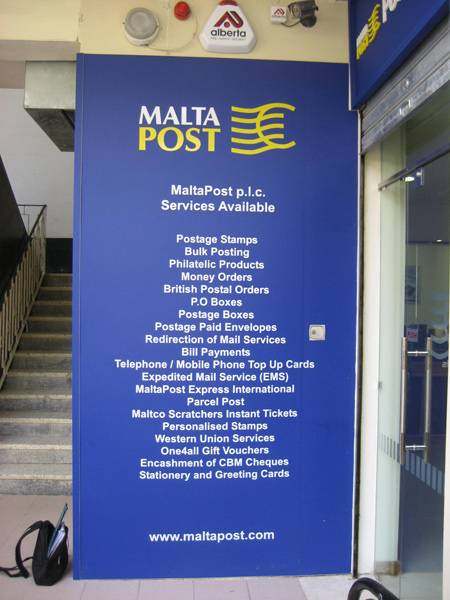 alberta
alberta
MALTA
POST
MALTA
POST
MaltaPost p.l.c.
Services Available
Postage Stamps
Bulk Posting
Philatelic Products
Money Orders
British Postal Orders
P.O Boxes
Postage Boxes
Postage Paid Envelopes
Redirection of Mail Services
Bill Payments
Telephone / Mobile Phone Top Up Cards
Expedited Mail Service (EMS)
MaltaPost Express International
Parcel Post
Maltco Scratchers Instant Tickets
Personalised Stamps
Western Union Services
One4all Gift Vouchers
Encashment of CBM Cheques
Stationery and Greeting Cards
www.maltapost.com